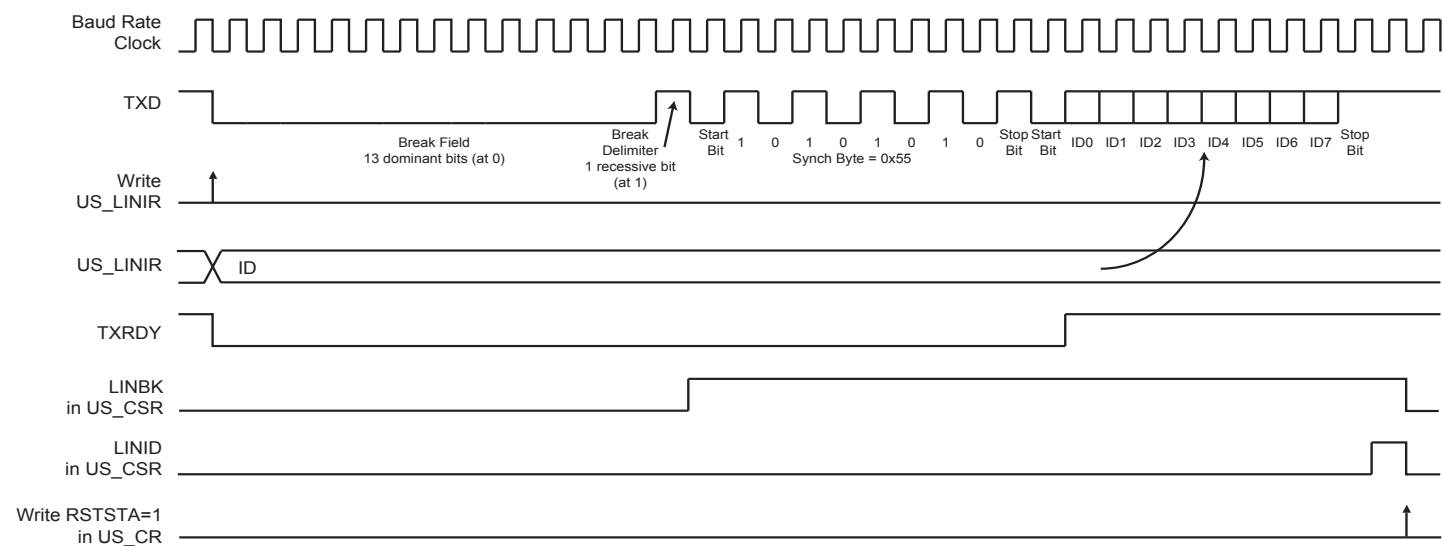 Baud Rate
Clock
TXD
Break Field
13 dominant bits (at 0)
Break
Delimiter
1 recessive bit
(at 1)
Start
Bit
1 0 1 0 1 0 1 0
Synch Byte = 0x55
Stop
Bit
Start
Bit
ID0 ID1 ID2 ID3 ID4 ID5 ID6 ID7
Stop
Bit
Write
US_LINIR
US_LINIR
ID
TXRDY
LINBK
in US_CSR
LINID
in US_CSR
Write RSTSTA=1
in US_CR